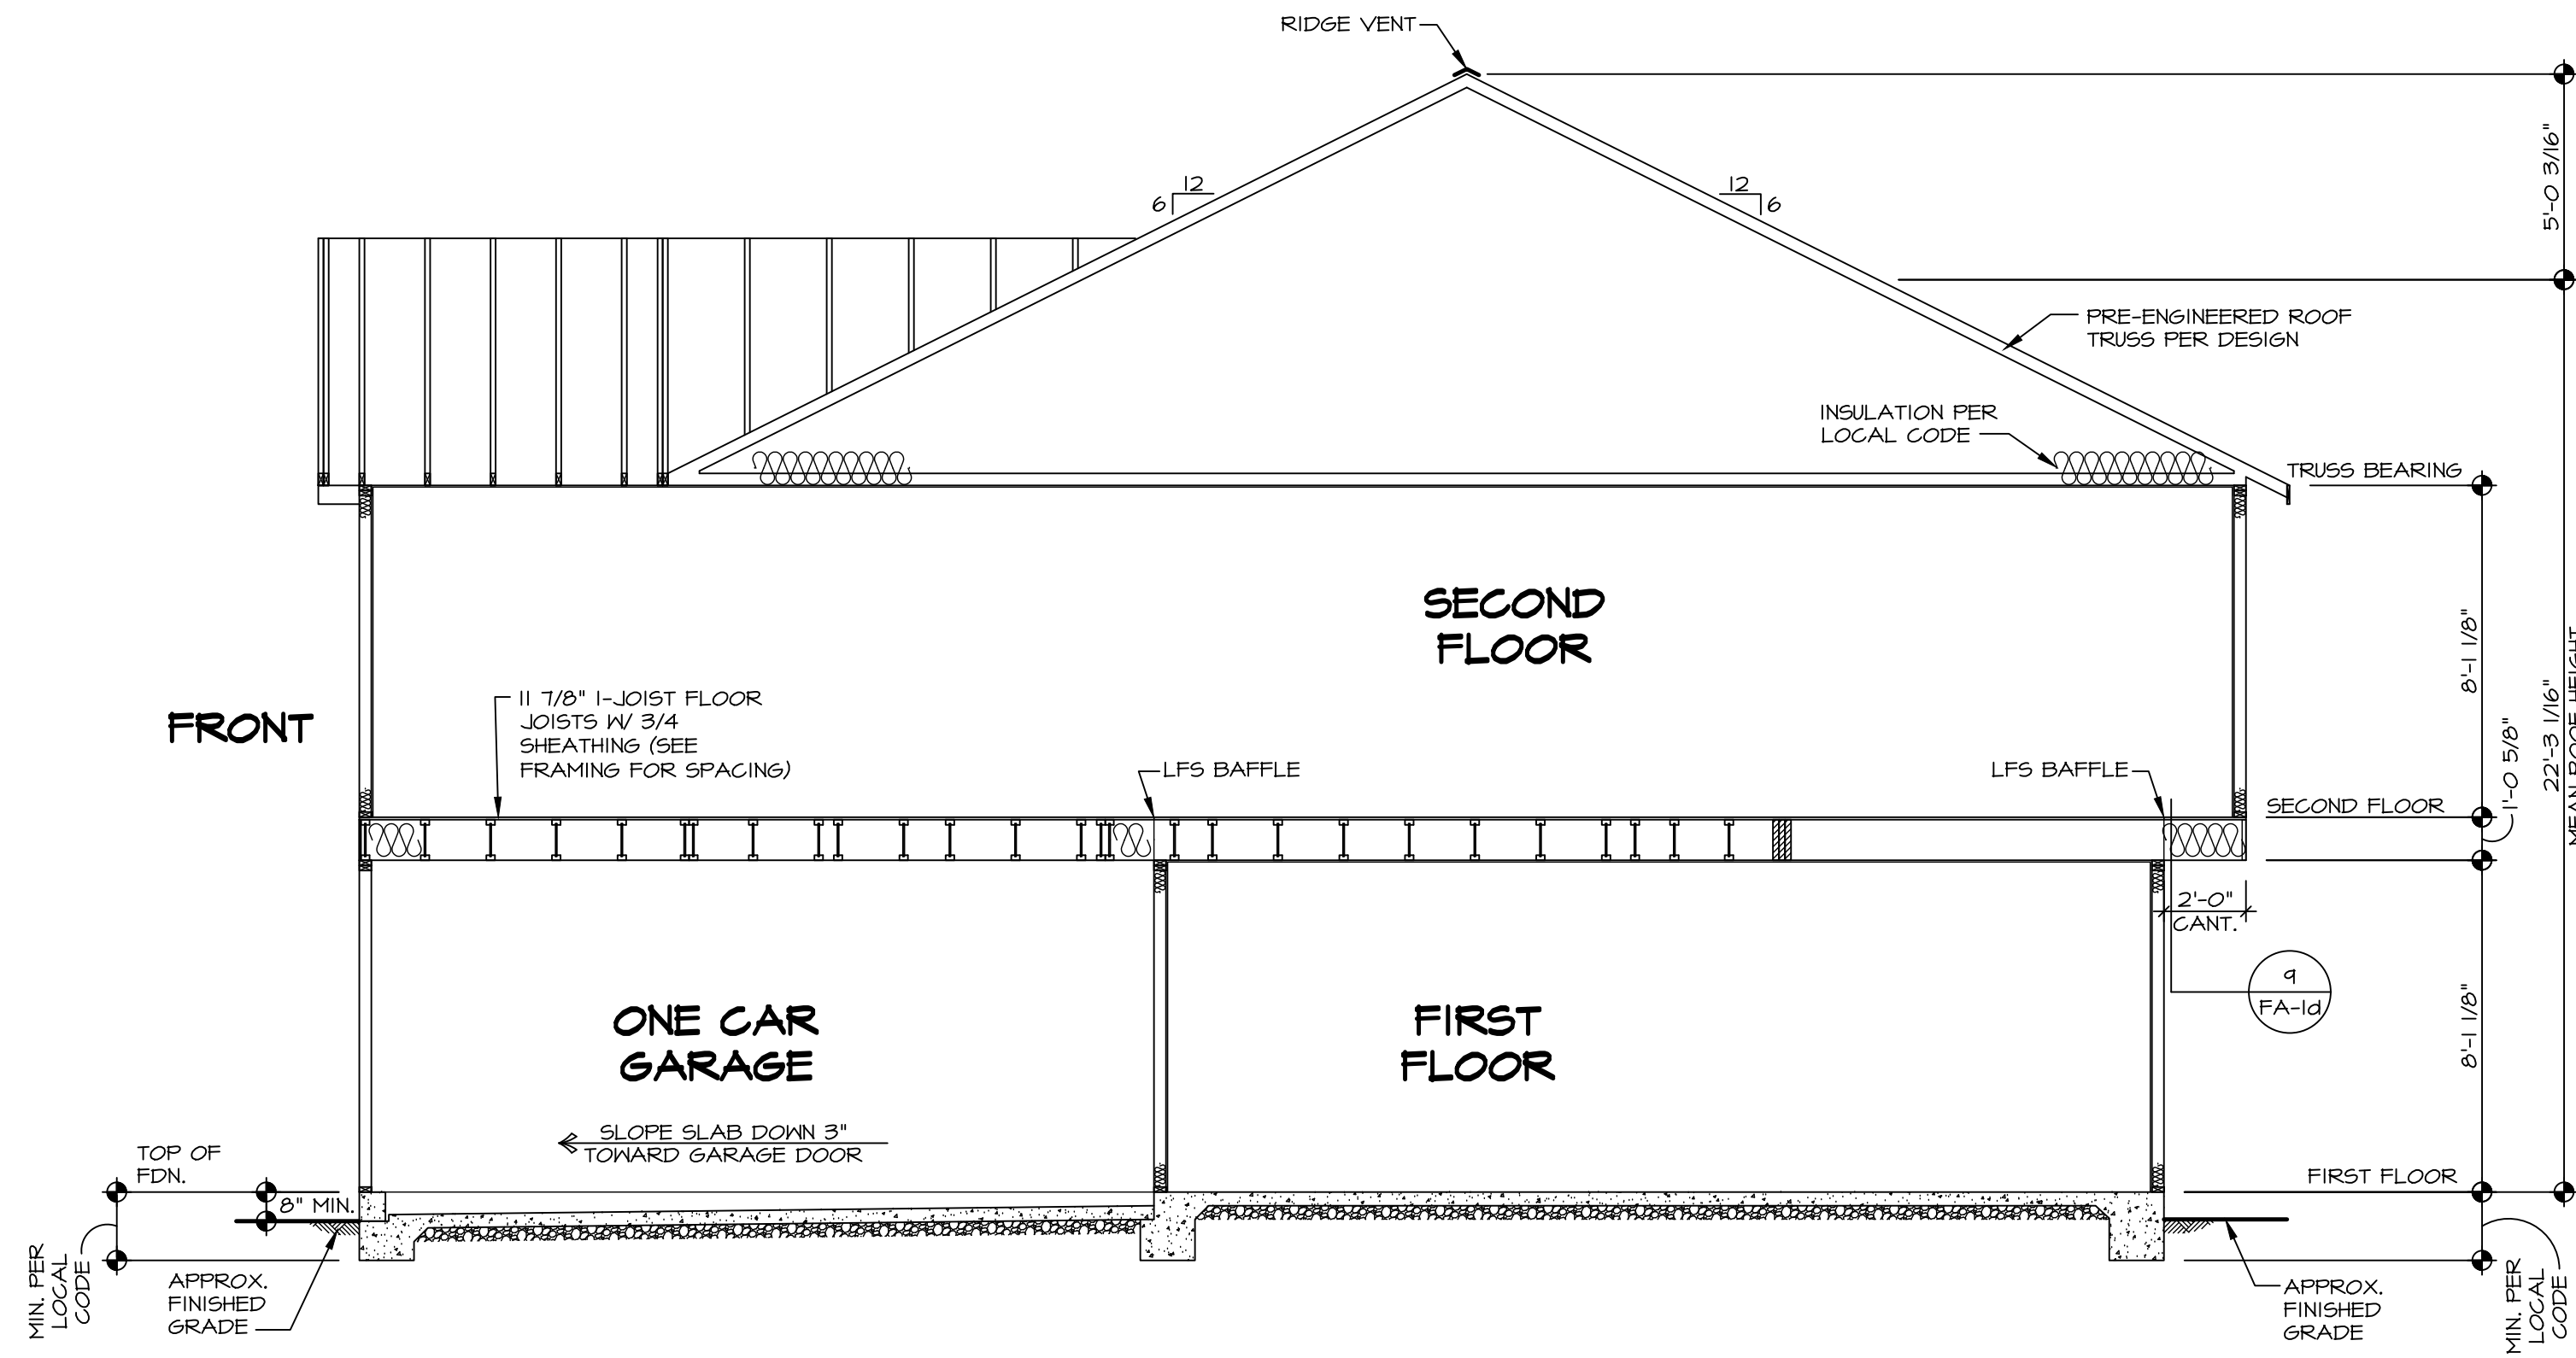 RIDGE VENT
12
6
12
6
5'-0 3/16"
PRE-ENGINEERED ROOF
TRUSS PER DESIGN
INSULATION PER
LOCAL CODE
TRUSS BEARING
SECOND
FLOOR
8'-1 1/8"
FRONT
11 7/8" I-JOIST FLOOR
JOISTS W/ 3/4
SHEATHING (SEE
FRAMING FOR SPACING)
LFS BAFFLE
LFS BAFFLE
SECOND FLOOR
1'-0 5/8"
22'-3 1/16"
MEAN ROOF HEIGHT
2'-0"
CANT.
9
FA-1d
ONE CAR
GARAGE
FIRST
FLOOR
8'-1 1/8"
SLOPE SLAB DOWN 3"
TOWARD GARAGE DOOR
TOP OF
FDN.
8" MIN.
FIRST FLOOR
MIN. PER
LOCAL
CODE
APPROX.
FINISHED
GRADE
APPROX.
FINISHED
GRADE
MIN. PER
LOCAL
CODE